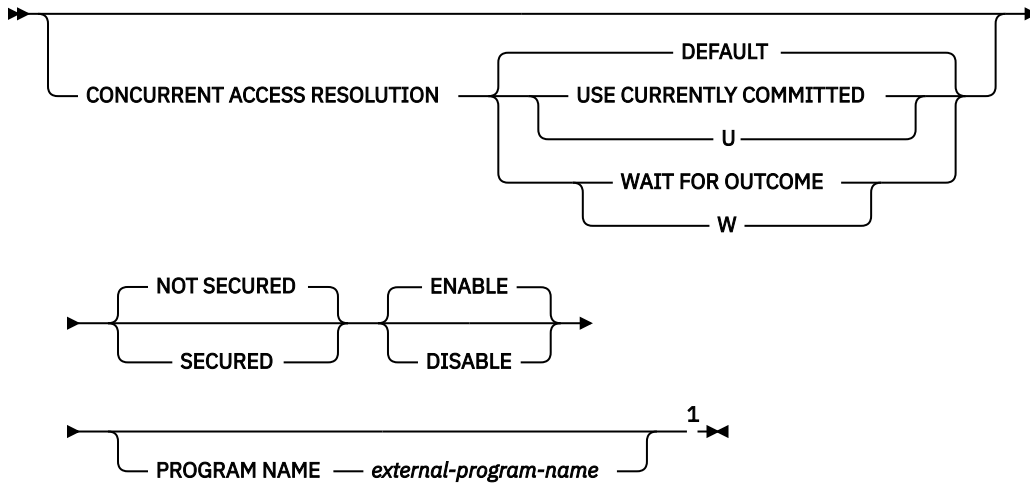 DEFAULT
CONCURRENT ACCESS RESOLUTION USE CURRENTLY COMMITTED
U
WAIT FOR OUTCOME
W
NOT SECURED ENABLE
SECURED DISABLE
1
PROGRAM NAME external-program-name